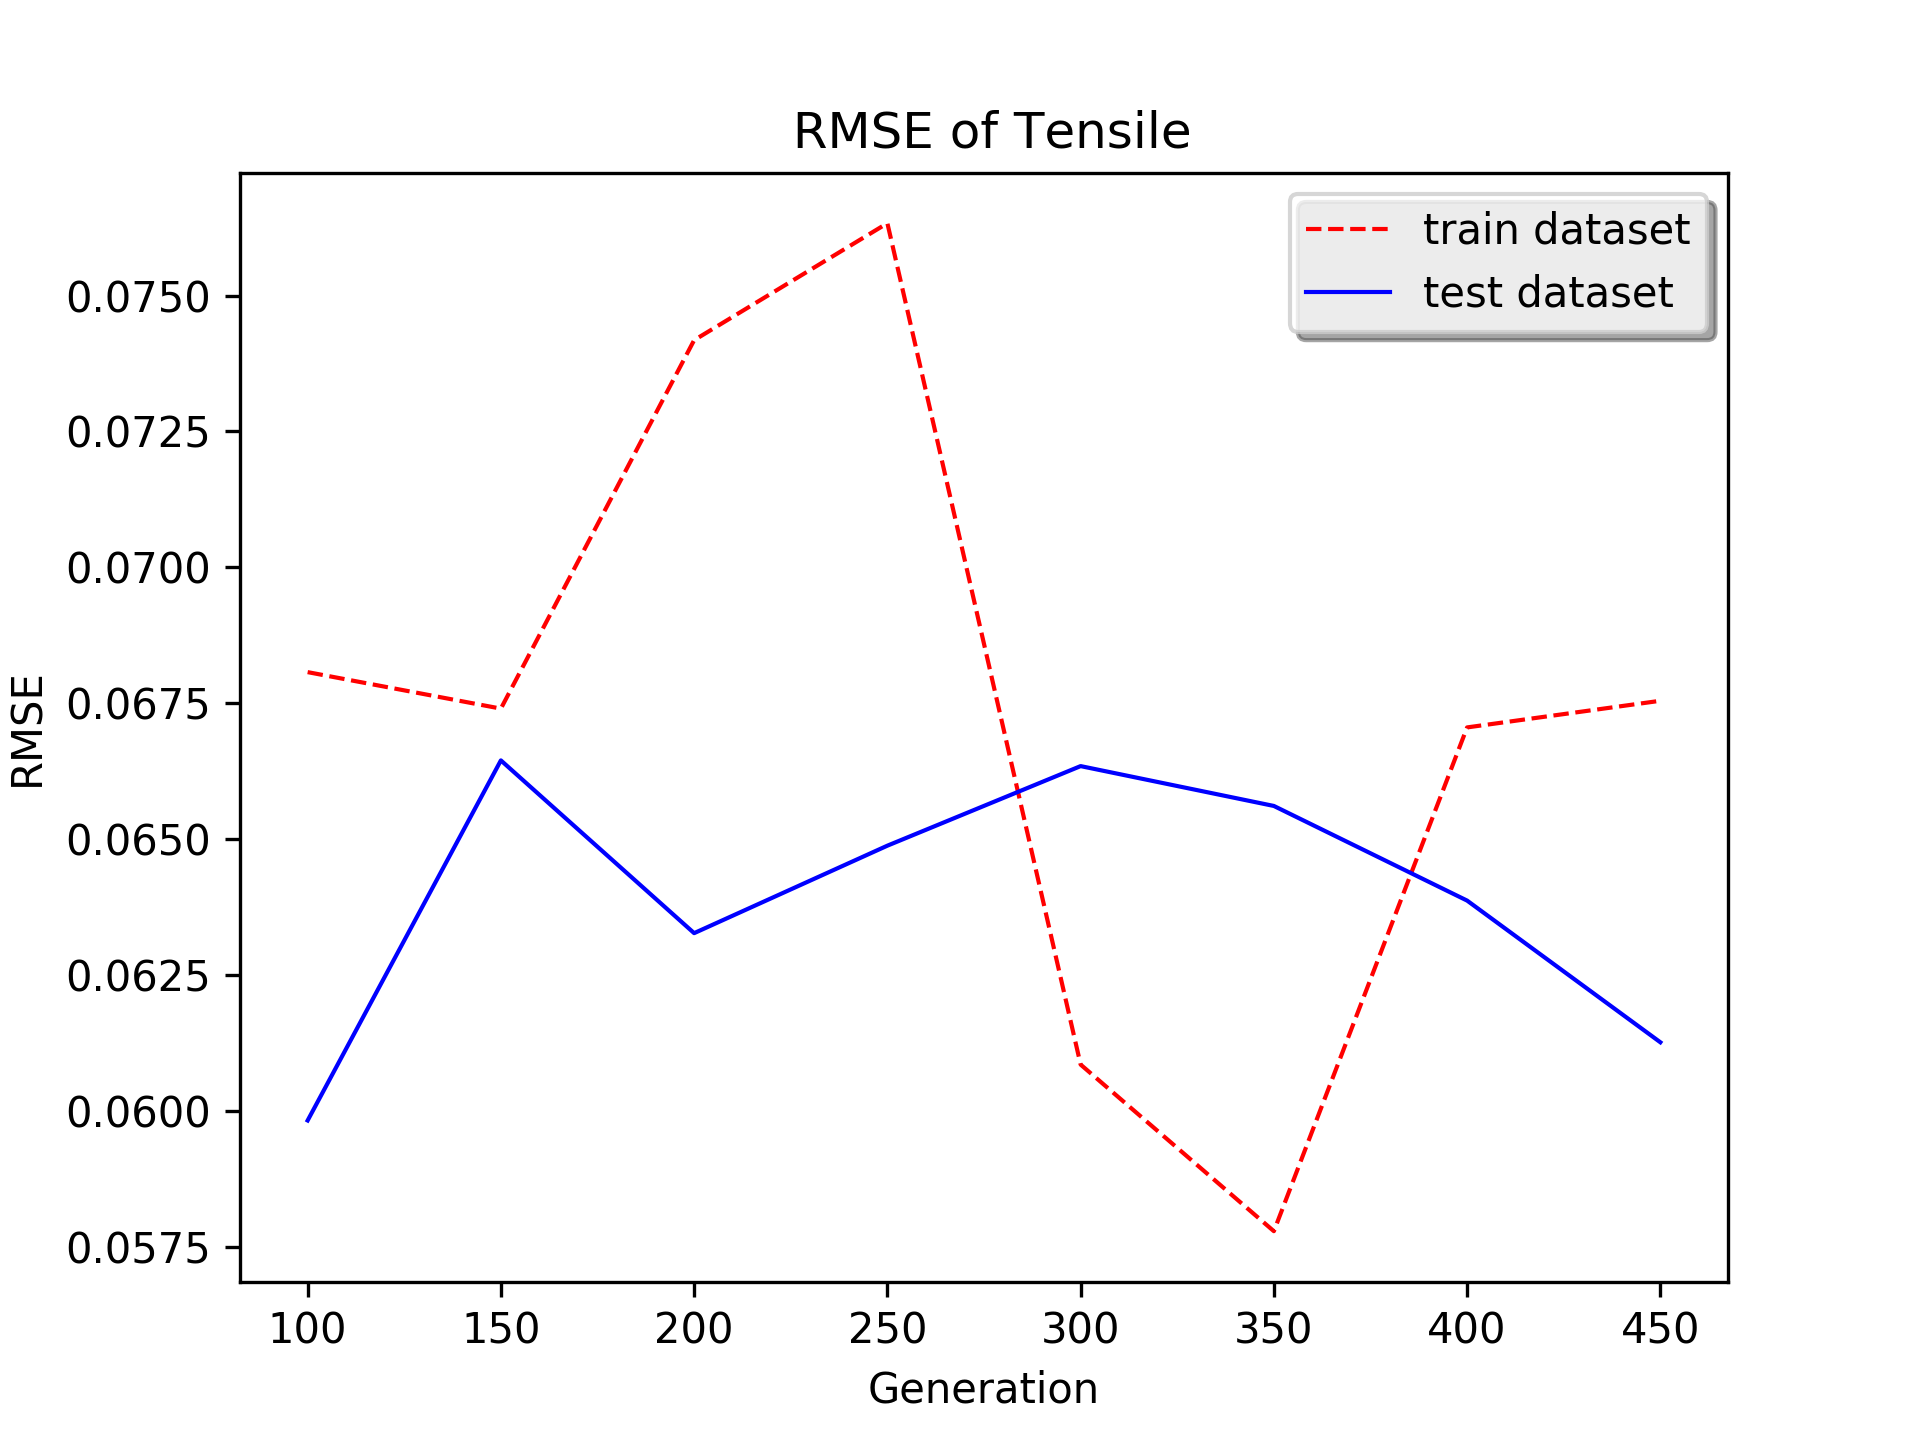 RMSE of Tensile
train dataset
test dataset
0.0750
0.0725
0.0700
0.0675
0.0650
0.0625
0.0600
0.0575
RMSE
100 150 200 250 300 350 400 450
Generation